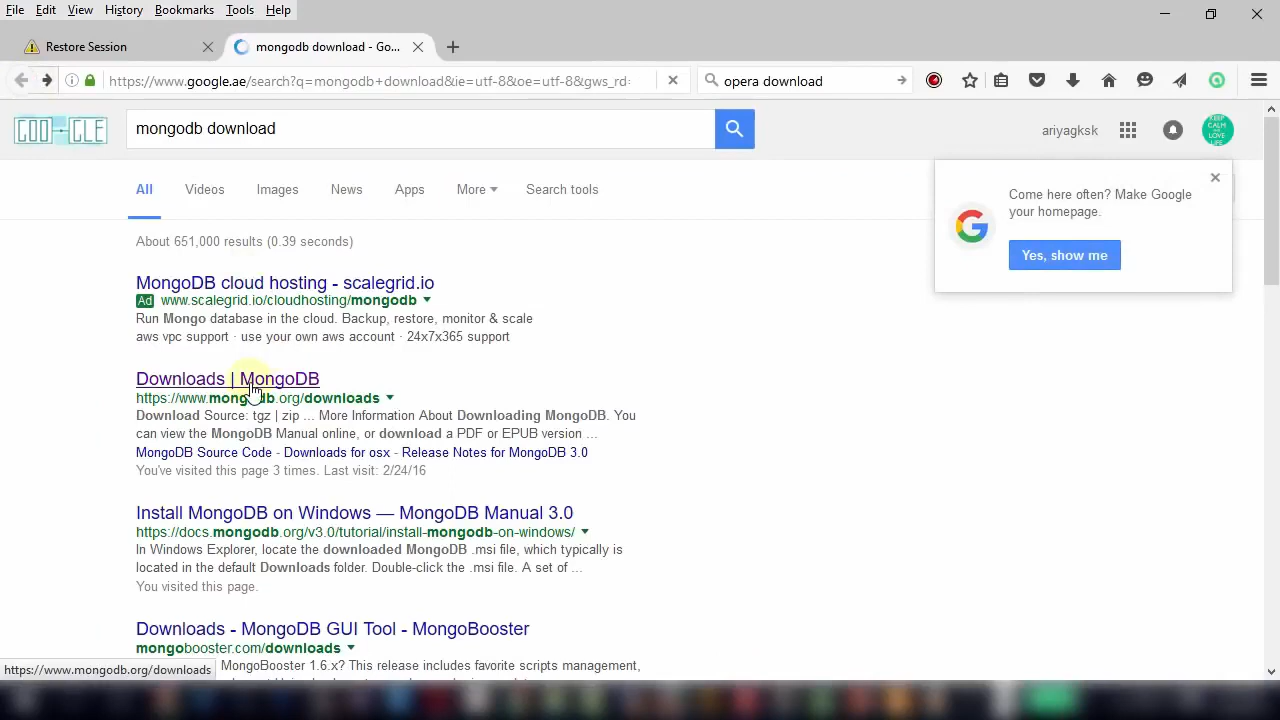 File Edit View History Bookmarks Tools Help
Restore Session
mongodb download - Go...
https://www.google.ae/search?q=mongodb+download&ie=utf-8&oe=utf-8&gws_rd=
opera download
GOOGLE
mongodb download
ariyagksk
KEEP CALM AND LOVE LIFE
All Videos Images News Apps More Search tools
Come here often? Make Google
your homepage.
Yes, show me
About 651,000 results (0.39 seconds)
MongoDB cloud hosting - scalegrid.io
Ad www.scalegrid.io/cloudhosting/mongodb
Run Mongo database in the cloud. Backup, restore, monitor & scale
aws vpc support · use your own aws account · 24x7x365 support
Downloads | MongoDB
https://www.mongodb.org/downloads
Download Source: tgz | zip ... More Information About Downloading MongoDB. You
can view the MongoDB Manual online, or download a PDF or EPUB version ...
MongoDB Source Code - Downloads for osx - Release Notes for MongoDB 3.0
You've visited this page 3 times. Last visit: 2/24/16
Install MongoDB on Windows — MongoDB Manual 3.0
https://docs.mongodb.org/v3.0/tutorial/install-mongodb-on-windows/
In Windows Explorer, locate the downloaded MongoDB .msi file, which typically is
located in the default Downloads folder. Double-click the .msi file. A set of ...
You visited this page.
Downloads - MongoDB GUI Tool - MongoBooster
mongobooster.com/downloads
MongoBooster 1.6.x? This release includes favorite scripts management,
https://www.mongodb.org/downloads